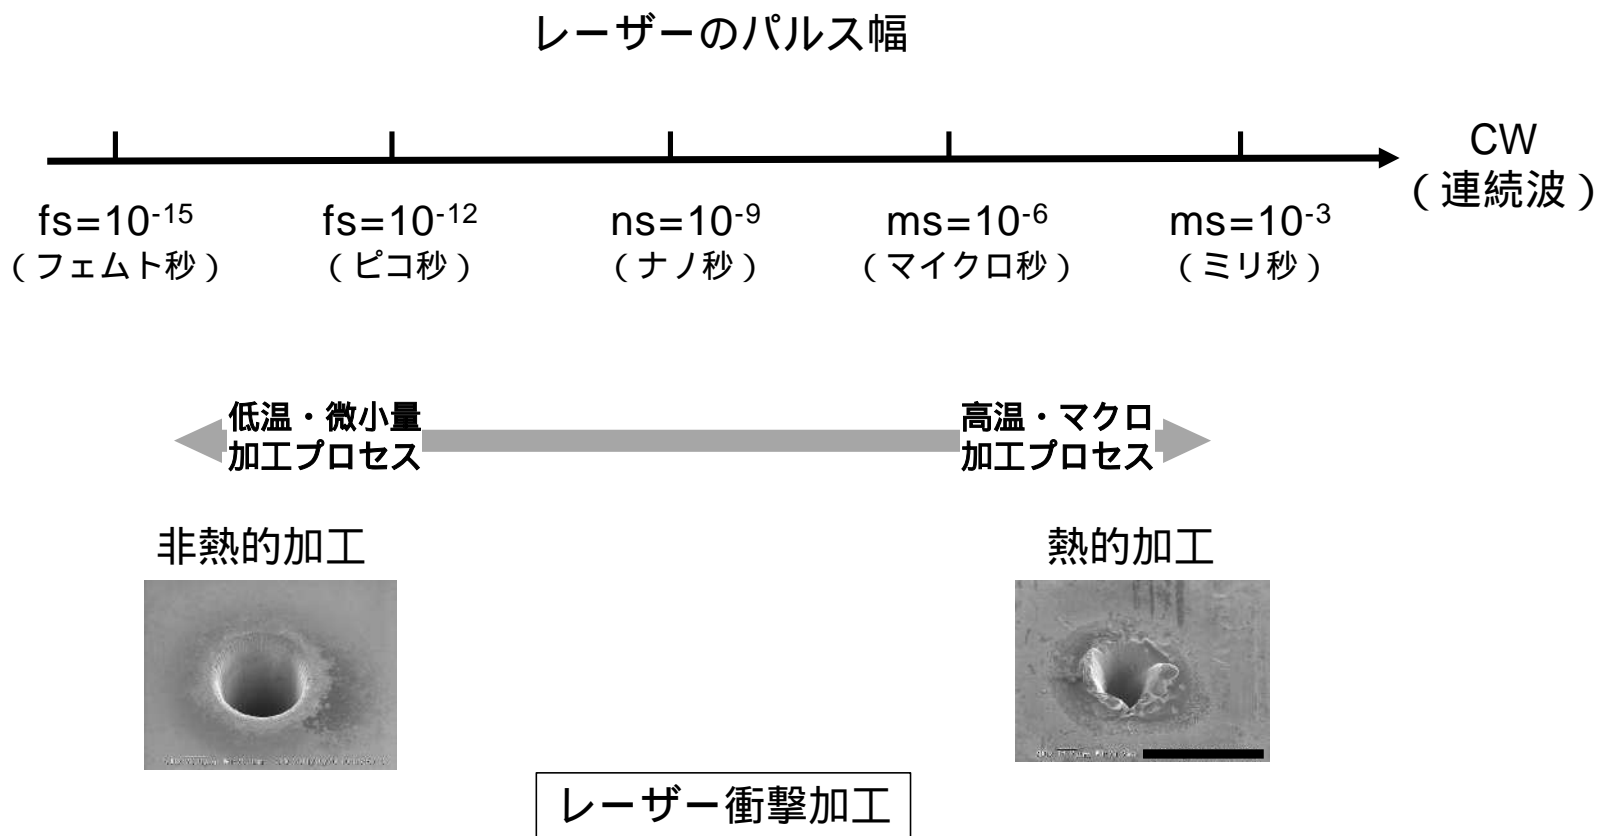 レーザーのパルス幅
CW
（連続波）
fs=10-15
（フェムト秒）
fs=10-12
（ピコ秒）
ns=10-9
（ナノ秒）
ms=10-6
（マイクロ秒）
ms=10-3
（ミリ秒）
低温・微小量
加工プロセス
高温・マクロ
加工プロセス
非熱的加工
熱的加工
レーザー衝撃加工